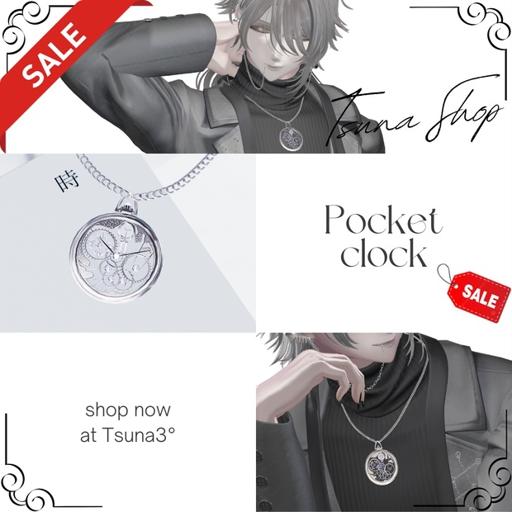 SALE
Tsuna Shop
時
Pocket
clock
SALE
shop now
at Tsuna3°